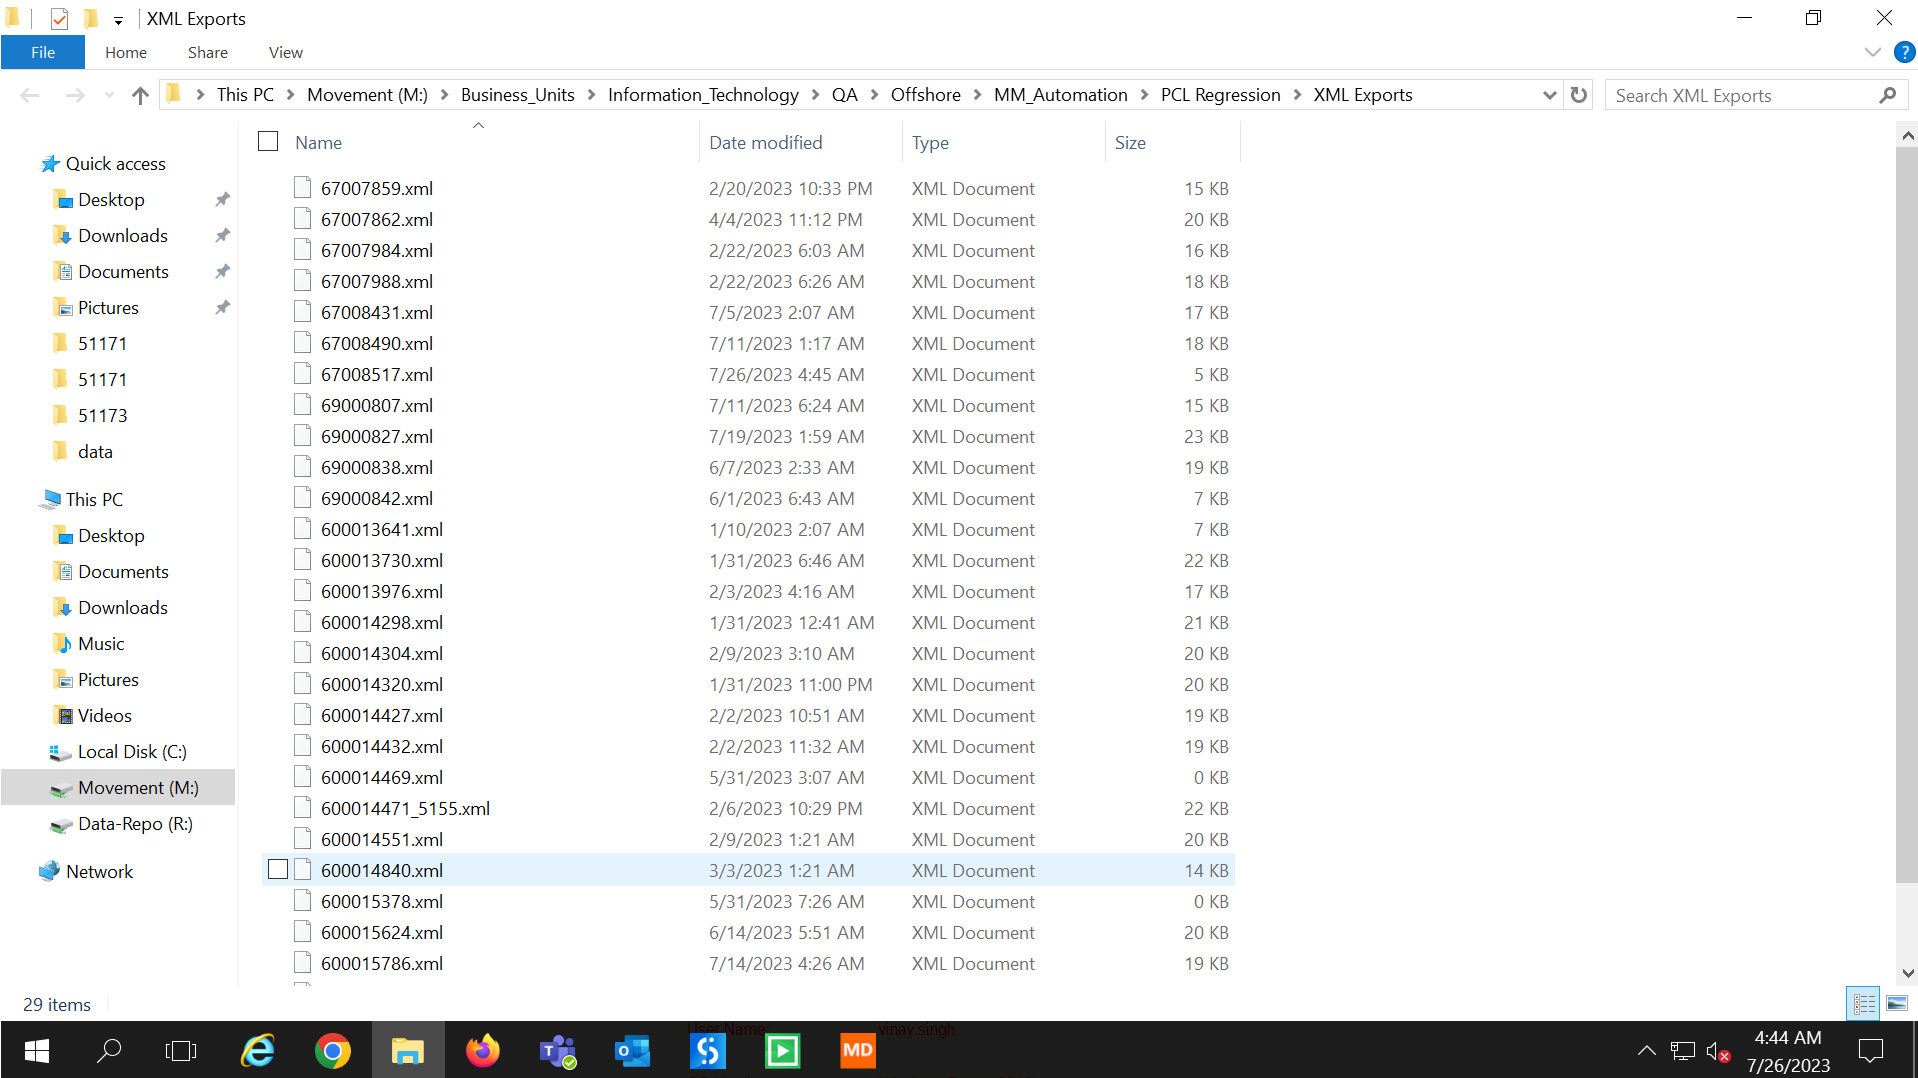 XML Exports
File Home Share View
This PC Movement (M:) Business_Units Information_Technology QA Offshore MM_Automation PCL Regression XML Exports Search XML Exports
Name Date modified Type Size
Quick access
Desktop
Downloads
Documents
Pictures
51171
51171
51173
data
This PC
Desktop
Documents
Downloads
Music
Pictures
Videos
Local Disk (C:)
Movement (M:)
Data-Repo (R:)
Network
67007859.xml 2/20/2023 10:33 PM XML Document 15 KB
67007862.xml 4/4/2023 11:12 PM XML Document 20 KB
67007984.xml 2/22/2023 6:03 AM XML Document 16 KB
67007988.xml 2/22/2023 6:26 AM XML Document 18 KB
67008431.xml 7/5/2023 2:07 AM XML Document 17 KB
67008490.xml 7/11/2023 1:17 AM XML Document 18 KB
67008517.xml 7/26/2023 4:45 AM XML Document 5 KB
69000807.xml 7/11/2023 6:24 AM XML Document 15 KB
69000827.xml 7/19/2023 1:59 AM XML Document 23 KB
69000838.xml 6/7/2023 2:33 AM XML Document 19 KB
69000842.xml 6/1/2023 6:43 AM XML Document 7 KB
600013641.xml 1/10/2023 2:07 AM XML Document 7 KB
600013730.xml 1/31/2023 6:46 AM XML Document 22 KB
600013976.xml 2/3/2023 4:16 AM XML Document 17 KB
600014298.xml 1/31/2023 12:41 AM XML Document 21 KB
600014304.xml 2/9/2023 3:10 AM XML Document 20 KB
600014320.xml 1/31/2023 11:00 PM XML Document 20 KB
600014427.xml 2/2/2023 10:51 AM XML Document 19 KB
600014432.xml 2/2/2023 11:32 AM XML Document 19 KB
600014469.xml 5/31/2023 3:07 AM XML Document 0 KB
600014471_5155.xml 2/6/2023 10:29 PM XML Document 22 KB
600014551.xml 2/9/2023 1:21 AM XML Document 20 KB
600014840.xml 3/3/2023 1:21 AM XML Document 14 KB
600015378.xml 5/31/2023 7:26 AM XML Document 0 KB
600015624.xml 6/14/2023 5:51 AM XML Document 20 KB
600015786.xml 7/14/2023 4:26 AM XML Document 19 KB
29 items
User Name vinay.singh
MD
4:44 AM
7/26/2023